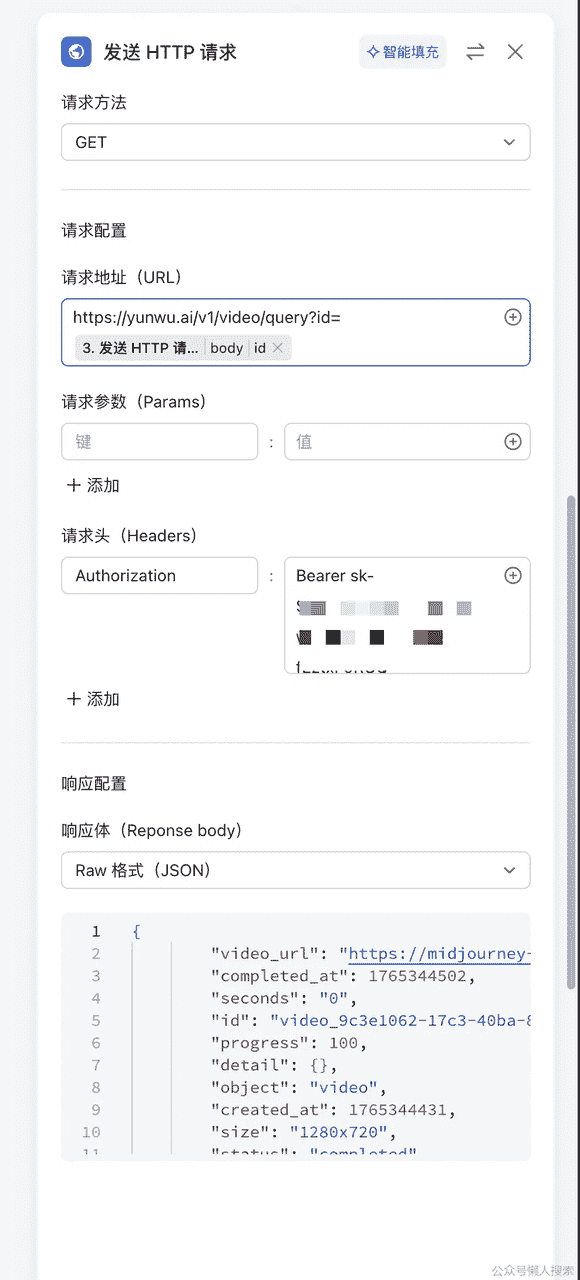 发送 HTTP 请求
智能填充
请求方法
GET
请求配置
请求地址（URL）
https://yunwu.ai/v1/video/query?id=
3. 发送 HTTP 请... body id
请求参数（Params）
键 : 值
添加
请求头（Headers）
Authorization : Bearer sk-
添加
响应配置
响应体（Reponse body）
Raw 格式（JSON）
1 {
2 "video_url": "https://midjourney-
3 "completed_at": 1765344502,
4 "seconds": "0",
5 "id": "video_9c3e1062-17c3-40ba-8
6 "progress": 100,
7 "detail": {},
8 "object": "video",
9 "created_at": 1765344431,
10 "size": "1280x720",
11 "status": "completed"
公众号懒人搜索